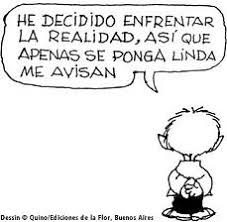 HE DECIDIDO ENFRENTAR
LA REALIDAD, ASÍ QUE
APENAS SE PONGA LINDA
ME AVISAN
Dessin © Quino/Ediciones de la Flor, Buenos Aires